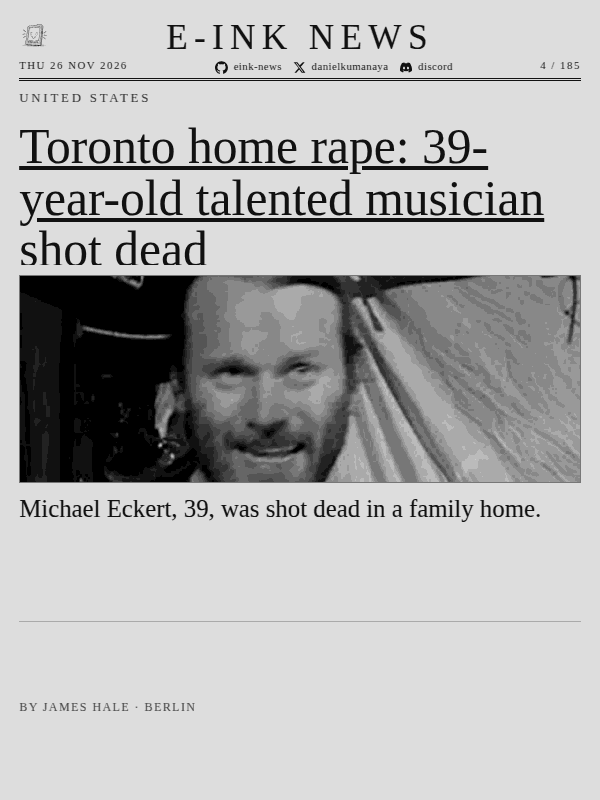 E-INK NEWS
THU 26 NOV 2026
eink-news danielkumanaya discord
4 / 185
UNITED STATES
Toronto home rape: 39-
year-old talented musician
shot dead
Michael Eckert, 39, was shot dead in a family home.
BY JAMES HALE · BERLIN